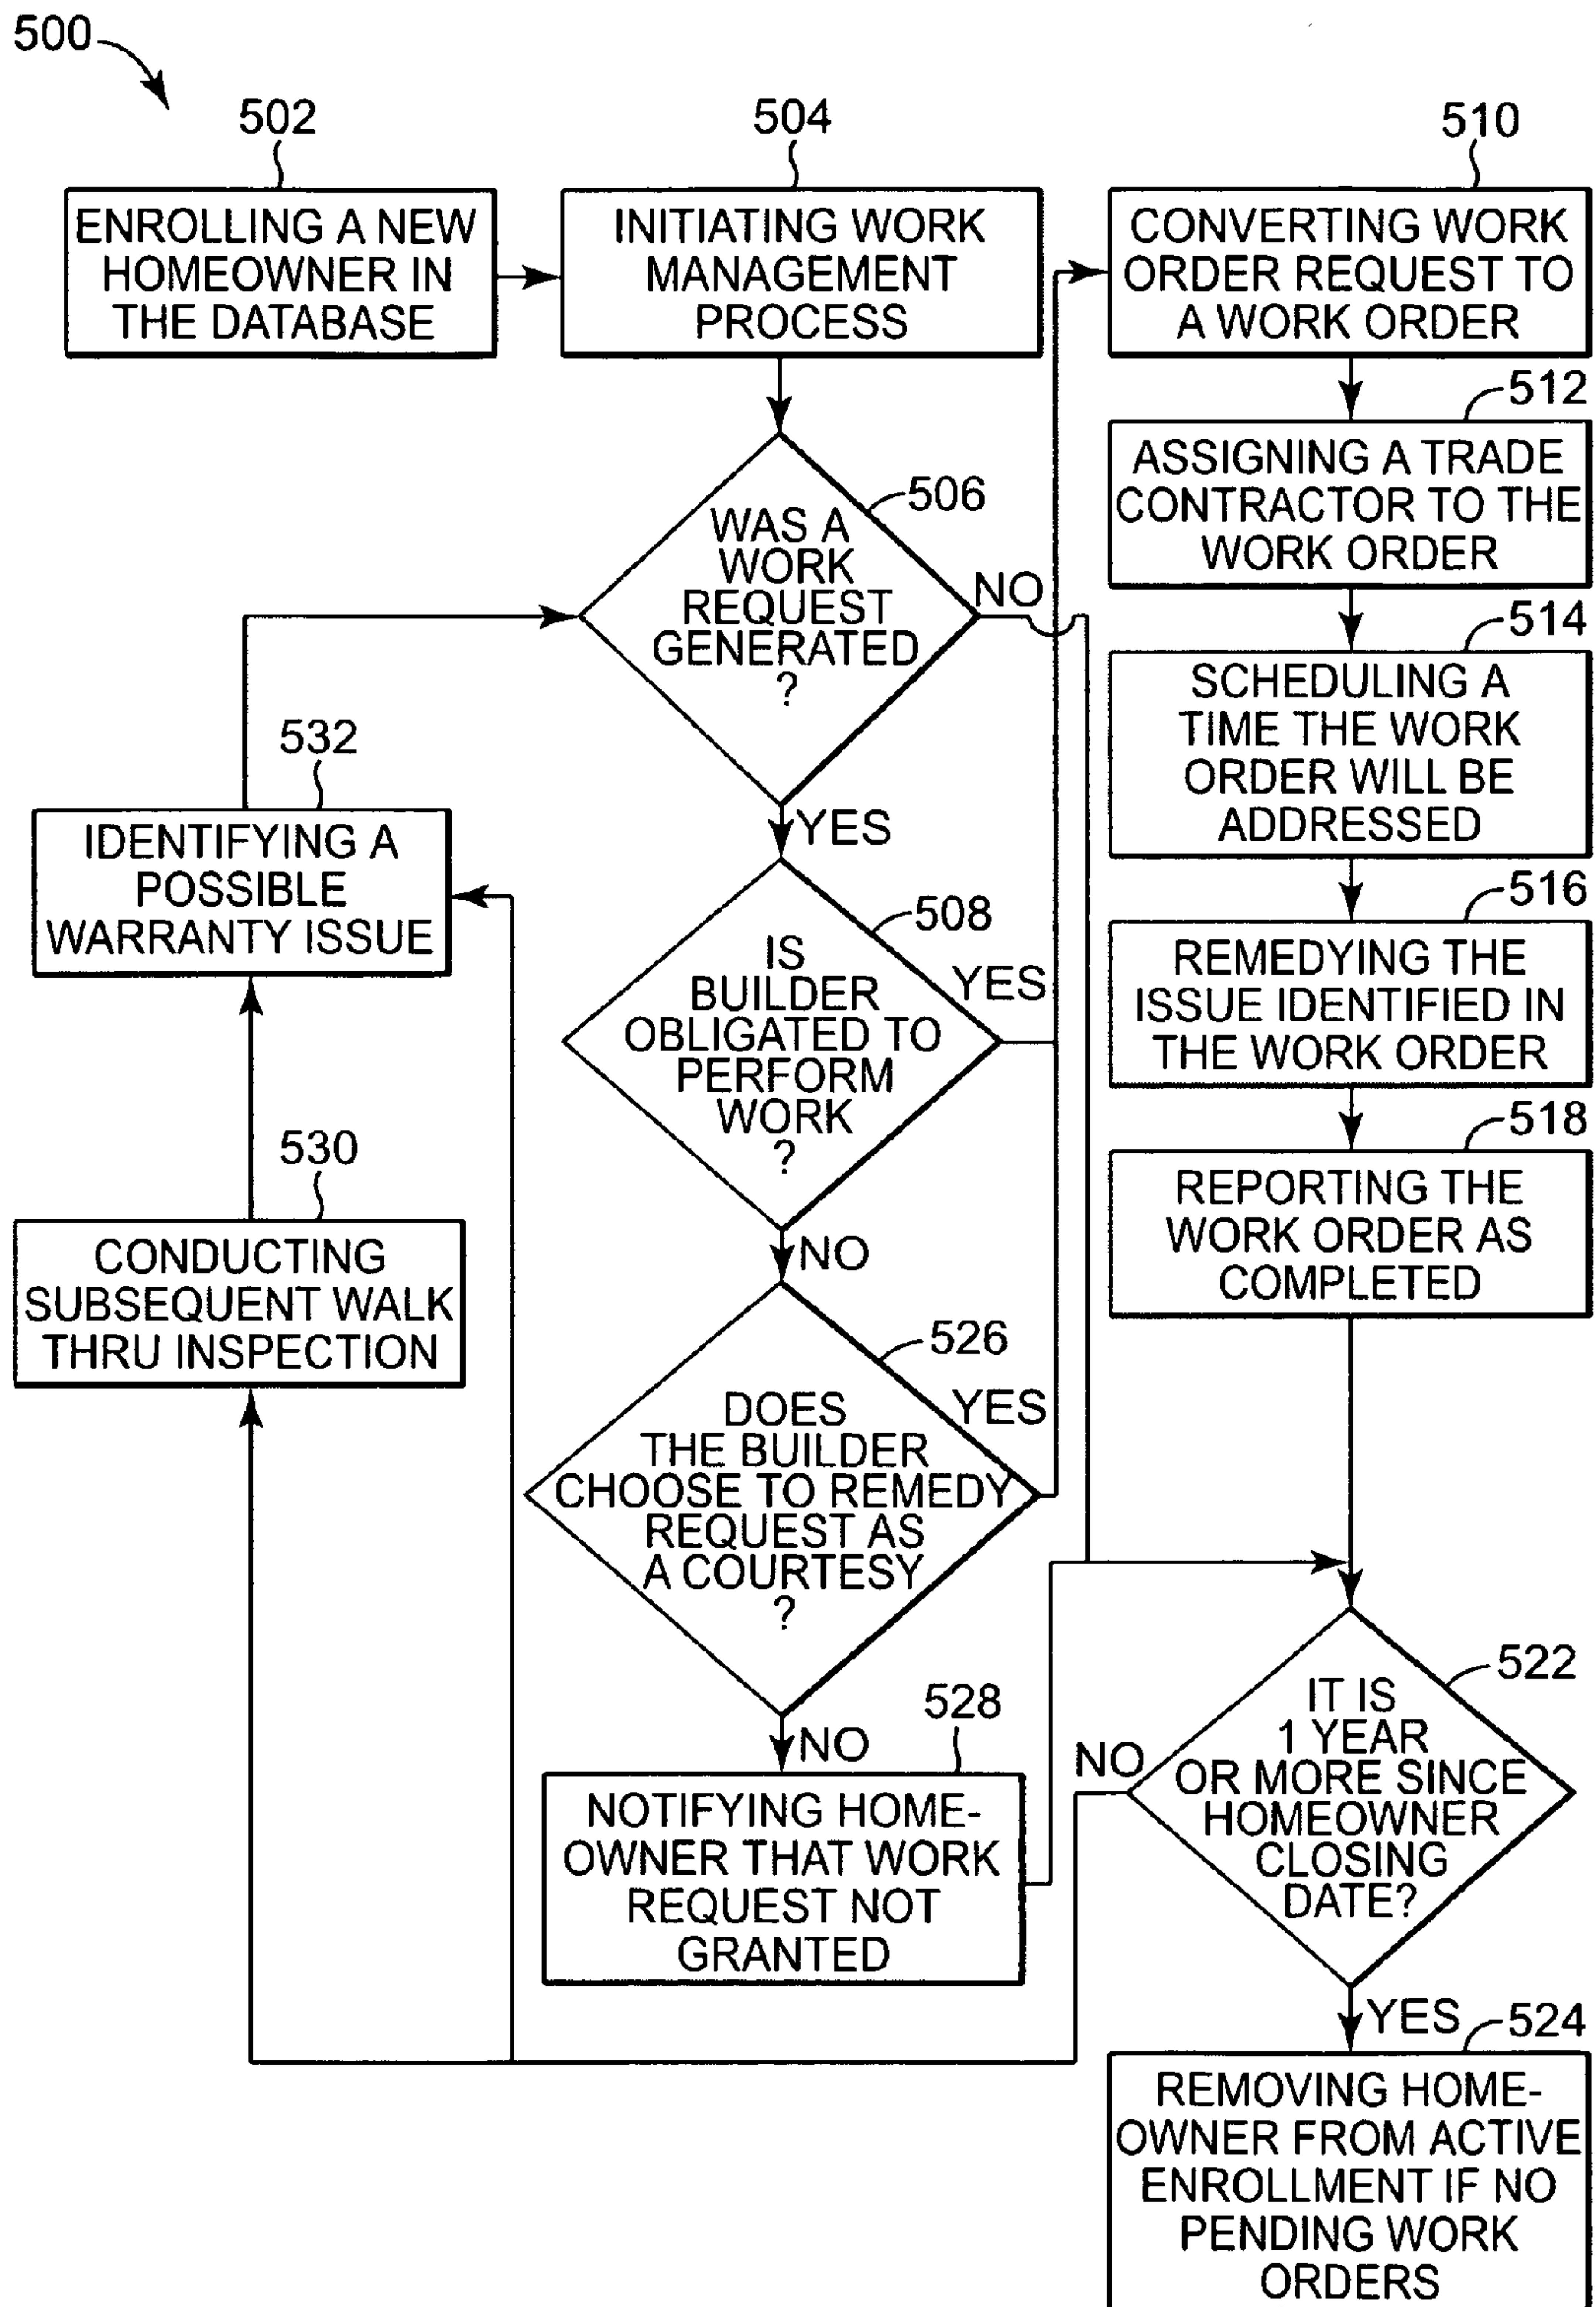 500
502
ENROLLING A NEW
HOMEOWNER IN
THE DATABASE
504
INITIATING WORK
MANAGEMENT
PROCESS
506
WAS A
WORK
REQUEST
GENERATED
?
NO
YES
508
IS
BUILDER
OBLIGATED TO
PERFORM
WORK
?
YES
NO
526
DOES
THE BUILDER
CHOOSE TO REMEDY
REQUEST AS
A COURTESY
?
YES
NO
528
NOTIFYING HOME-
OWNER THAT WORK
REQUEST NOT
GRANTED
532
IDENTIFYING A
POSSIBLE
WARRANTY ISSUE
530
CONDUCTING
SUBSEQUENT WALK
THRU INSPECTION
510
CONVERTING WORK
ORDER REQUEST TO
A WORK ORDER
512
ASSIGNING A TRADE
CONTRACTOR TO THE
WORK ORDER
514
SCHEDULING A
TIME THE WORK
ORDER WILL BE
ADDRESSED
516
REMEDYING THE
ISSUE IDENTIFIED IN
THE WORK ORDER
518
REPORTING THE
WORK ORDER AS
COMPLETED
522
IT IS
1 YEAR
OR MORE SINCE
HOMEOWNER
CLOSING
DATE?
NO
YES
524
REMOVING HOME-
OWNER FROM ACTIVE
ENROLLMENT IF NO
PENDING WORK
ORDERS